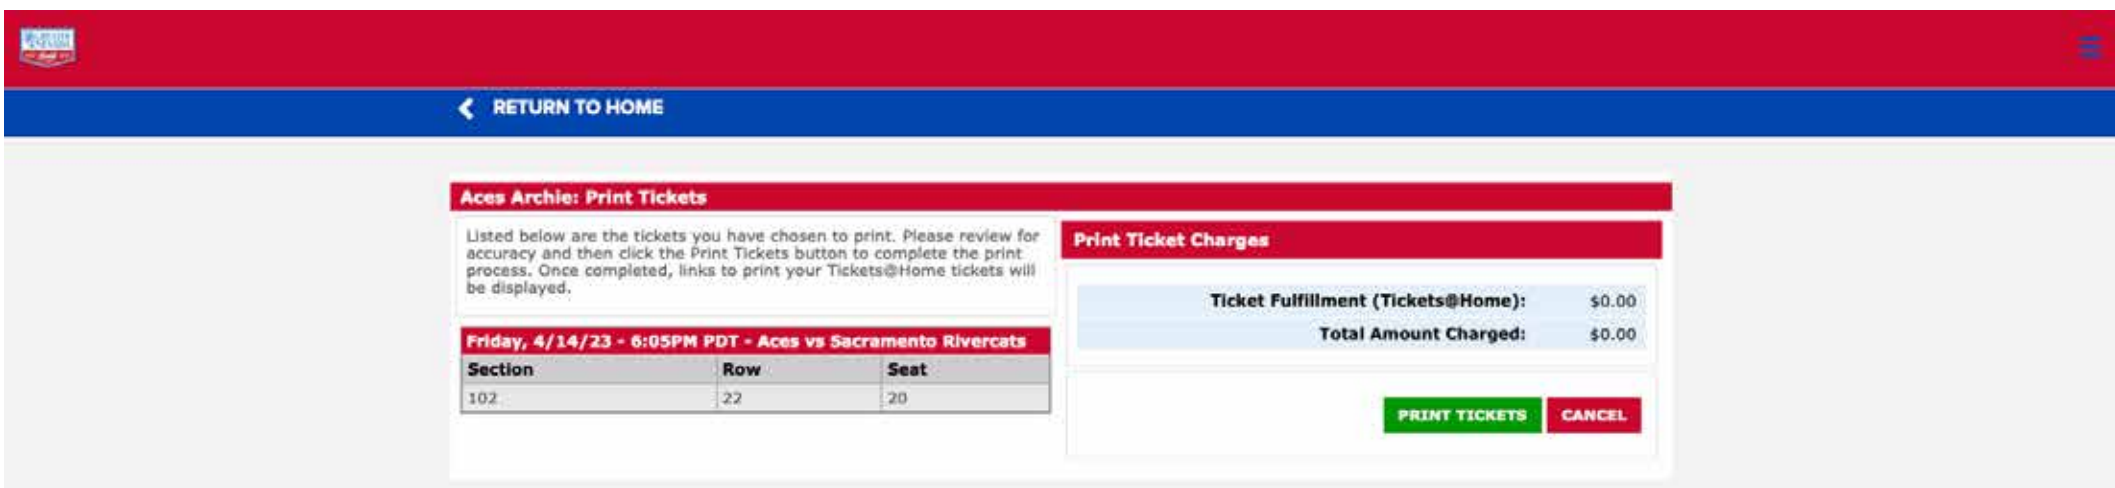 RETURN TO HOME
Aces Archie: Print Tickets
Listed below are the tickets you have chosen to print. Please review for
accuracy and then click the Print Tickets button to complete the print
process. Once completed, links to print your Tickets@Home tickets will
be displayed.
Friday, 4/14/23 - 6:05PM PDT - Aces vs Sacramento Rivercats
Section Row Seat
102 22 20
Print Ticket Charges
Ticket Fulfillment (Tickets@Home): $0.00
Total Amount Charged: $0.00
PRINT TICKETS CANCEL